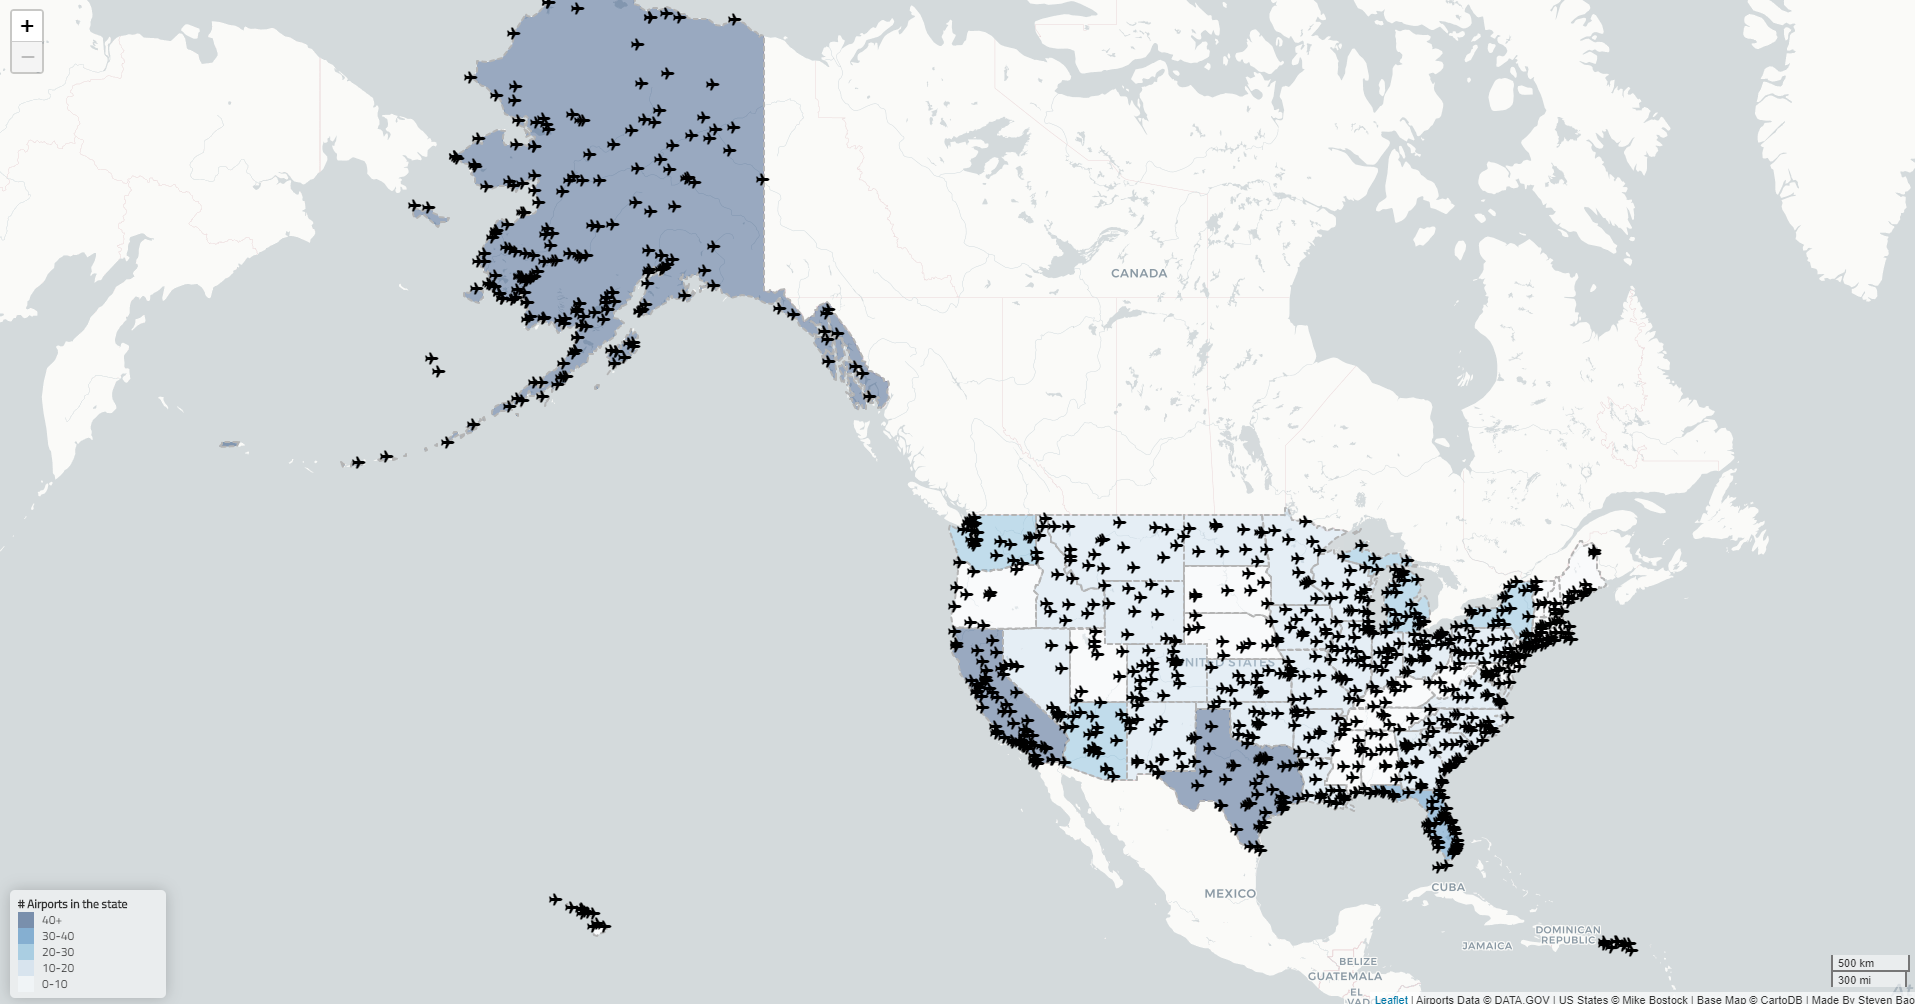 +
−
CANADA
UNITED STATES
MEXICO
CUBA
DOMINICAN
REPUBLIC
JAMAICA
BELIZE
GUATEMALA
EL
# Airports in the state
40+
30-40
20-30
10-20
0-10
500 km
300 mi
Leaflet | Airports Data © DATA.GOV | US States © Mike Bostock | Base Map © CartoDB | Made By Steven Bao